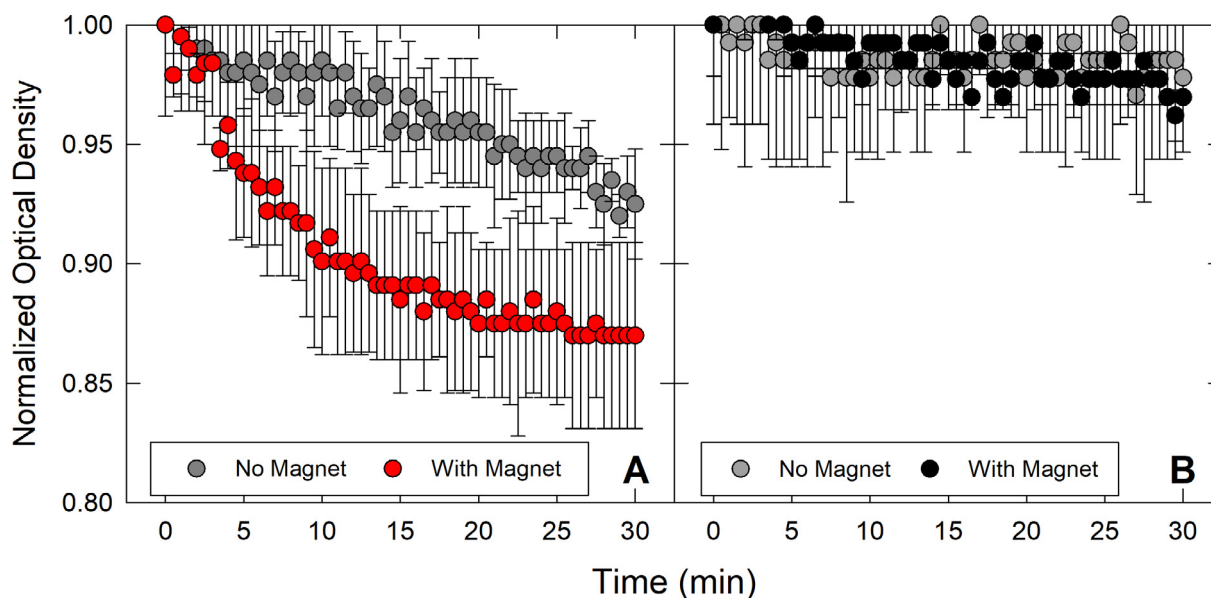 Normalized Optical Density
1.00
0.95
0.90
0.85
0.80
No Magnet With Magnet A
No Magnet With Magnet B
0 5 10 15 20 25 30
0 5 10 15 20 25 30
Time (min)